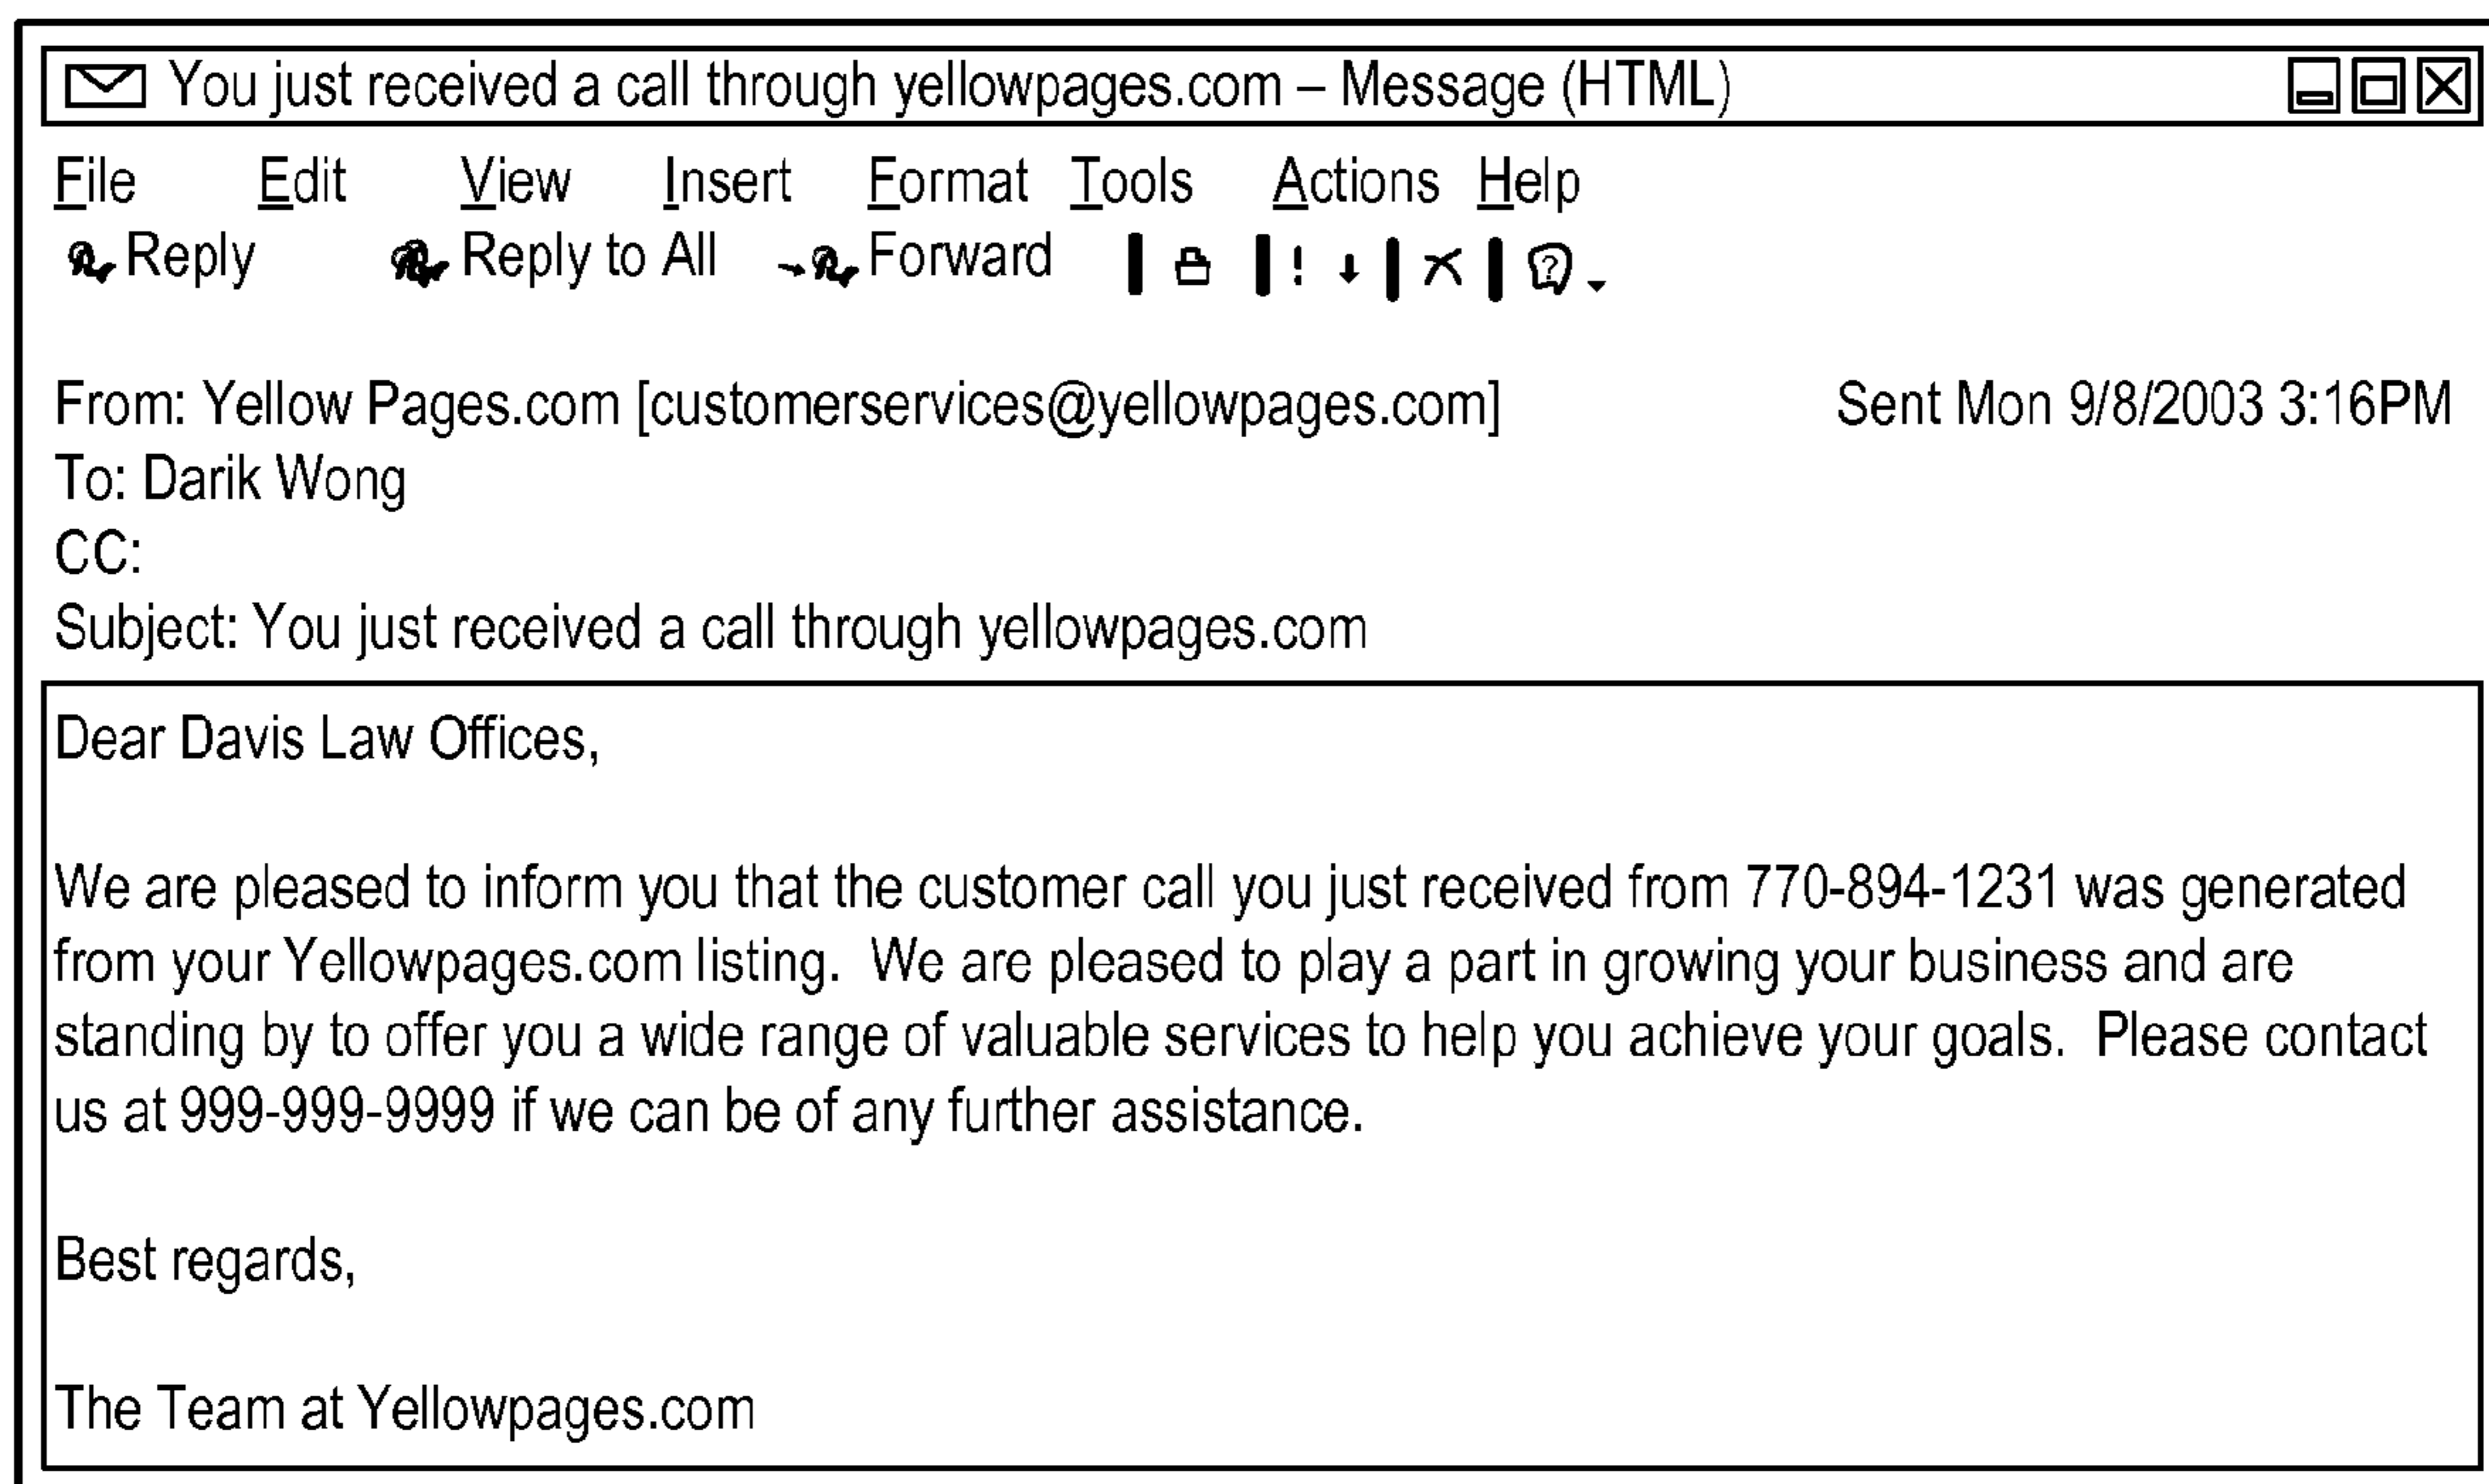 You just received a call through yellowpages.com – Message (HTML)
File Edit View Insert Format Tools Actions Help
Reply Reply to All Forward ! ?
From: Yellow Pages.com [customerservices@yellowpages.com] Sent Mon 9/8/2003 3:16PM
To: Darik Wong
CC:
Subject: You just received a call through yellowpages.com
Dear Davis Law Offices,
We are pleased to inform you that the customer call you just received from 770-894-1231 was generated
from your Yellowpages.com listing. We are pleased to play a part in growing your business and are
standing by to offer you a wide range of valuable services to help you achieve your goals. Please contact
us at 999-999-9999 if we can be of any further assistance.
Best regards,
The Team at Yellowpages.com